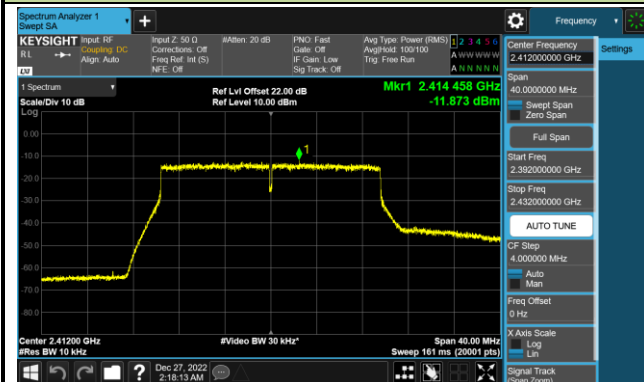 Spectrum Analyzer 1
Swept SA
Frequency
KEYSIGHT
RL
LXI
Input: RF
Coupling: DC
Align: Auto
Input Z: 50 Ω
Corrections: Off
Freq Ref: Int (S)
NFE: Off
#Atten: 20 dB
PNO: Fast
Gate: Off
IF Gain: Low
Sig Track: Off
Avg Type: Power (RMS)
Avg|Hold: 100/100
Trig: Free Run
1 2 3 4 5 6
A W W W W W
A N N N N N
1 Spectrum
Scale/Div 10 dB
Log
Ref Lvl Offset 22.00 dB
Ref Level 10.00 dBm
Mkr1 2.414 458 GHz
-11.873 dBm
1
0.00
-10.0
-20.0
-30.0
-40.0
-50.0
-60.0
-70.0
-80.0
Center 2.41200 GHz
#Res BW 10 kHz
#Video BW 30 kHz*
Span 40.00 MHz
Sweep 161 ms (20001 pts)
Dec 27, 2022
2:18:13 AM
Center Frequency
2.412000000 GHz
Settings
Span
40.0000000 MHz
Swept Span
Zero Span
Full Span
Start Freq
2.392000000 GHz
Stop Freq
2.432000000 GHz
AUTO TUNE
CF Step
4.000000 MHz
Auto
Man
Freq Offset
0 Hz
X Axis Scale
Log
Lin
Signal Track
(Span Zoom)